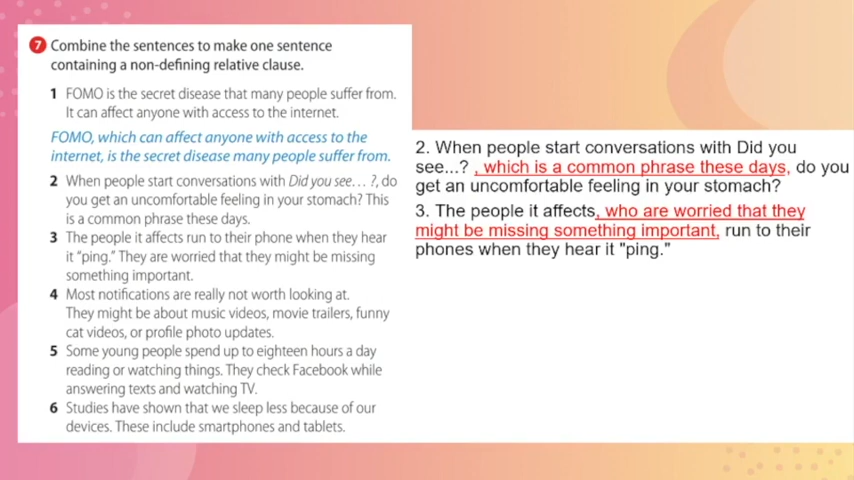 7 Combine the sentences to make one sentence
containing a non-defining relative clause.
1 FOMO is the secret disease that many people suffer from.
It can affect anyone with access to the internet.
FOMO, which can affect anyone with access to the
internet, is the secret disease many people suffer from.
2 When people start conversations with Did you see… ?, do
you get an uncomfortable feeling in your stomach? This
is a common phrase these days.
3 The people it affects run to their phone when they hear
it “ping.” They are worried that they might be missing
something important.
4 Most notifications are really not worth looking at.
They might be about music videos, movie trailers, funny
cat videos, or profile photo updates.
5 Some young people spend up to eighteen hours a day
reading or watching things. They check Facebook while
answering texts and watching TV.
6 Studies have shown that we sleep less because of our
devices. These include smartphones and tablets.
2. When people start conversations with Did you
see...? , which is a common phrase these days, do you
get an uncomfortable feeling in your stomach?
3. The people it affects, who are worried that they
might be missing something important, run to their
phones when they hear it "ping."